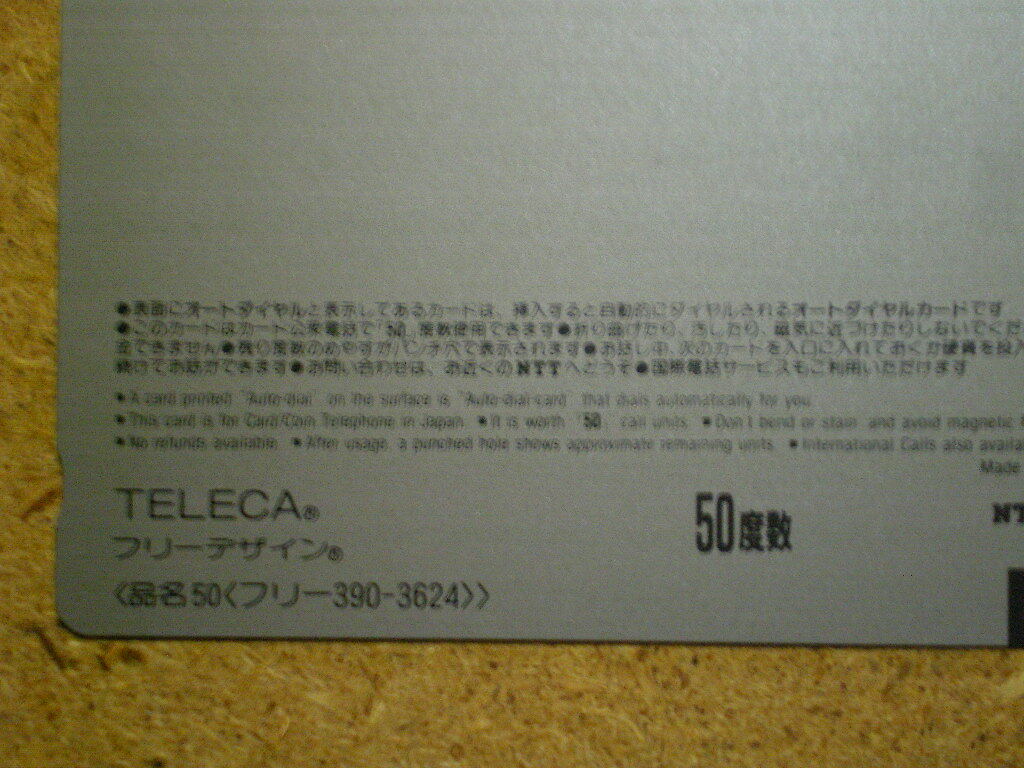 ●表面にオートダイヤルと表示してあるカードは、挿入すると自動的にダイヤルされるオートダイヤルカードです
●このカードはカード公衆電話で「50」度数使用できます●折り曲げたり、汚したり、磁気に近づけたりしないでくだ
できません●残り度数のめやすがパンチ穴で表示されます●お話し中、次のカードを入口に入れておくか硬貨を投入
続けてお話ができます●お問い合わせは、お近くのNTTへどうぞ●国際電話サービスもご利用いただけます
●A card printed "Auto-dial" on the surface is "Auto-dial-card" that dials automatically for you.
●This card is for Card/Coin Telephone in Japan. ●It is worth "50" call units. ●Don't bend or stain and avoid magnetic
●No refunds available. ●After usage, a punched hole shows approximate remaining units. ●International Calls also availa
Made
TELECA®
50度数
NT
フリーデザイン®
〈品名50〈フリー390-3624〉〉